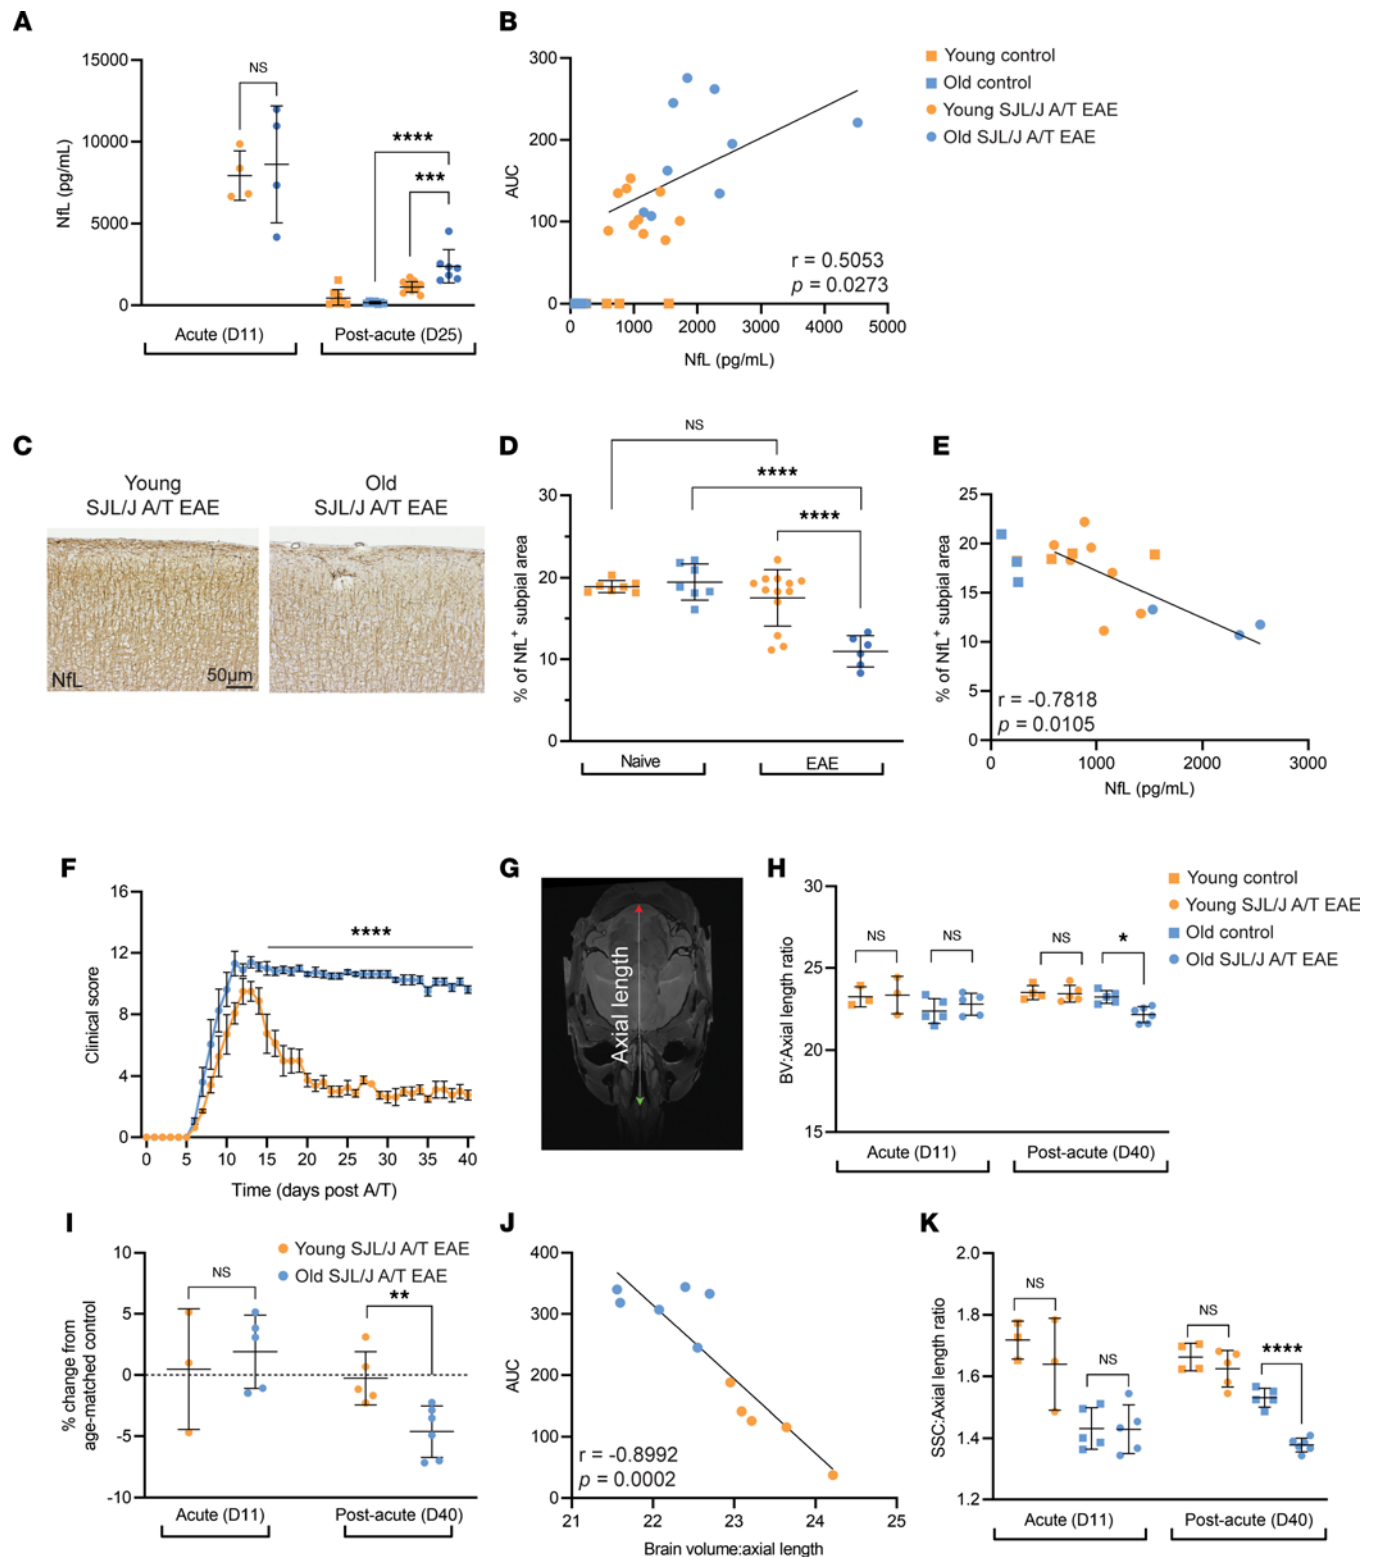 A
15000
10000
5000
0
NfL (pg/mL)
NS
****
***
Acute (D11)
Post-acute (D25)
B
300
200
100
0
AUC
r = 0.5053
p = 0.0273
0
1000
2000
3000
4000
5000
NfL (pg/mL)
Young control
Old control
Young SJL/J A/T EAE
Old SJL/J A/T EAE
C
Young
SJL/J A/T EAE
Old
SJL/J A/T EAE
NfL
50µm
D
NS
****
****
30
20
10
0
% of NfL+ subpial area
Naive
EAE
E
25
20
15
10
5
0
% of NfL+ subpial area
r = -0.7818
p = 0.0105
0
1000
2000
3000
NfL (pg/mL)
F
16
12
8
4
0
Clinical score
****
0
5
10
15
20
25
30
35
40
Time (days post A/T)
G
Axial length
H
30
25
20
15
BV:Axial length ratio
NS
NS
NS
*
Acute (D11)
Post-acute (D40)
Young control
Young SJL/J A/T EAE
Old control
Old SJL/J A/T EAE
I
10
5
0
-5
-10
% change from
age-matched control
Young SJL/J A/T EAE
Old SJL/J A/T EAE
NS
**
Acute (D11)
Post-acute (D40)
J
400
300
200
100
0
AUC
r = -0.8992
p = 0.0002
21
22
23
24
25
Brain volume:axial length
K
2.0
1.8
1.6
1.4
1.2
SSC:Axial length ratio
NS
NS
NS
****
Acute (D11)
Post-acute (D40)